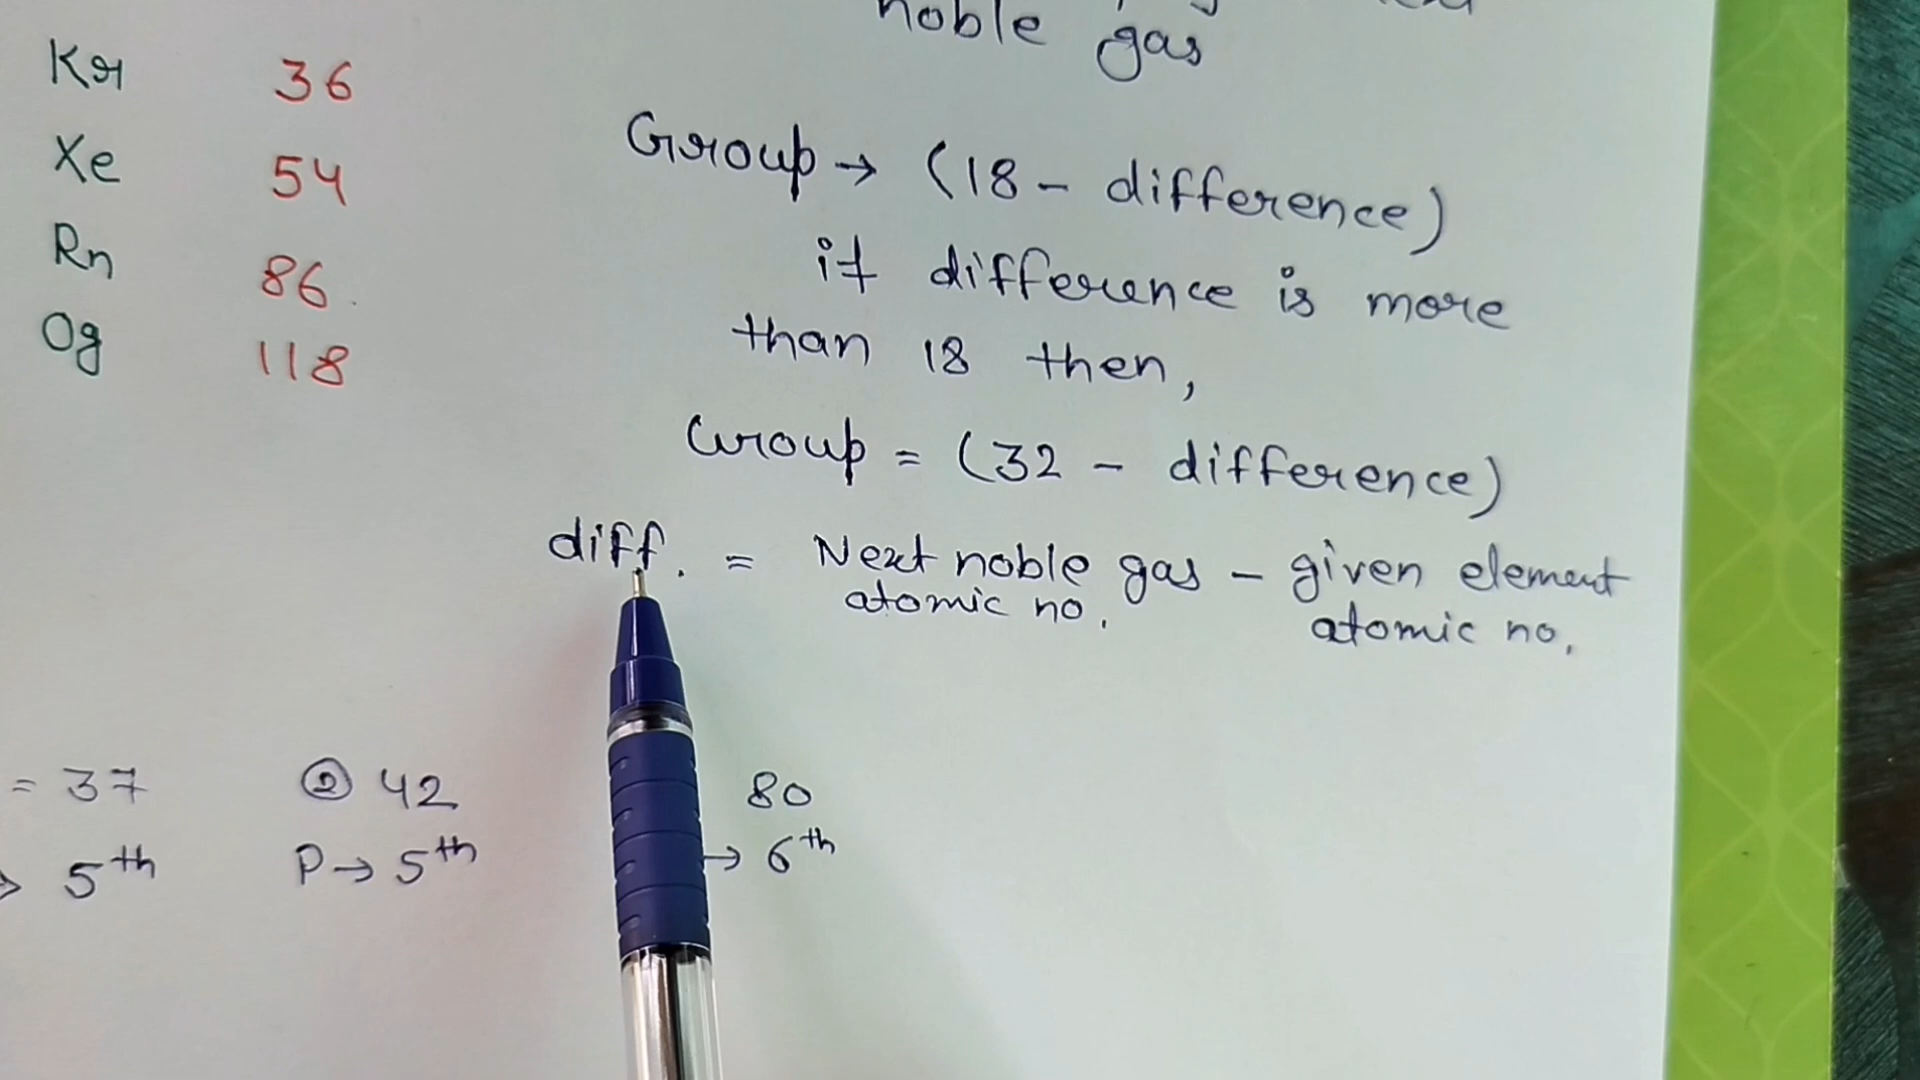 noble gas
Kr 36
Xe 54
Rn 86
Og 118
Group → (18 - difference)
if difference is more
than 18 then,
Group = (32 - difference)
diff. = Next noble gas - given element
atomic no. atomic no.
= 37 ② 42 80
5th P → 5th → 6th